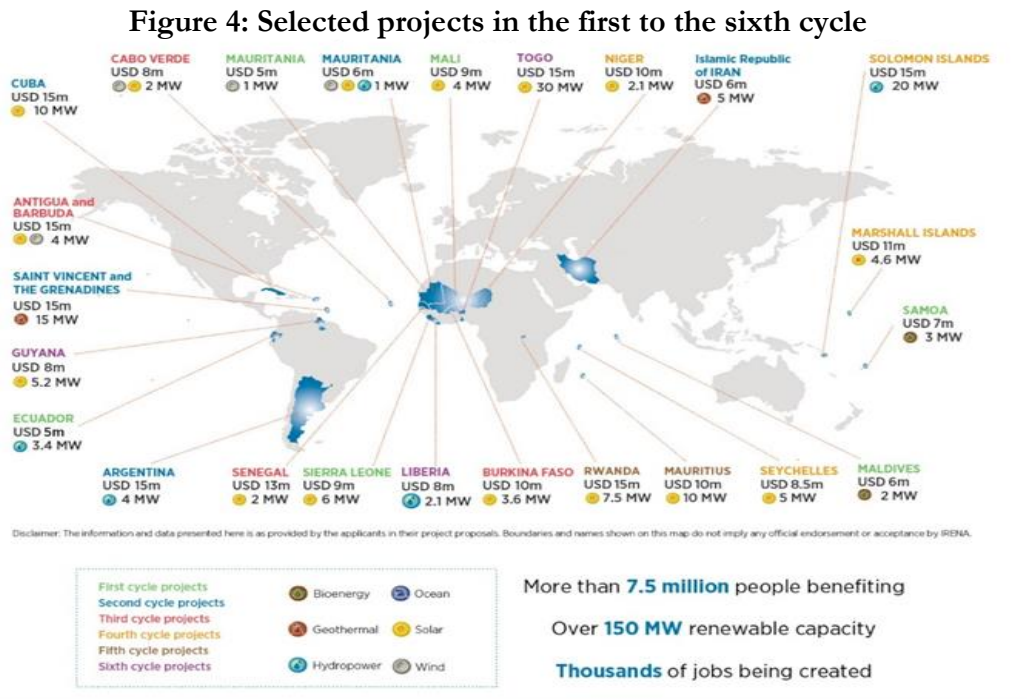 Figure 4: Selected projects in the first to the sixth cycle
CABO VERDE
USD 8m
2 MW
MAURITANIA
USD 5m
1 MW
MAURITANIA
USD 6m
1 MW
MALI
USD 9m
4 MW
TOGO
USD 15m
30 MW
NIGER
USD 10m
2.1 MW
Islamic Republic
of IRAN
USD 6m
5 MW
SOLOMON ISLANDS
USD 15m
20 MW
CUBA
USD 15m
10 MW
ANTIGUA and
BARBUDA
USD 15m
4 MW
MARSHALL ISLANDS
USD 11m
4.6 MW
SAINT VINCENT and
THE GRENADINES
USD 15m
15 MW
SAMOA
USD 7m
3 MW
GUYANA
USD 8m
5.2 MW
ECUADOR
USD 5m
3.4 MW
ARGENTINA
USD 15m
4 MW
SENEGAL
USD 13m
2 MW
SIERRA LEONE
USD 9m
6 MW
LIBERIA
USD 8m
2.1 MW
BURKINA FASO
USD 10m
3.6 MW
RWANDA
USD 15m
7.5 MW
MAURITIUS
USD 10m
10 MW
SEYCHELLES
USD 8.5m
5 MW
MALDIVES
USD 6m
2 MW
Disclaimer: The information and data presented here is as provided by the applicants in their project proposals. Boundaries and names shown on this map do not imply any official endorsement or acceptance by IRENA.
First cycle projects
Second cycle projects
Third cycle projects
Fourth cycle projects
Fifth cycle projects
Sixth cycle projects
Bioenergy
Ocean
Geothermal
Solar
Hydropower
Wind
More than 7.5 million people benefiting
Over 150 MW renewable capacity
Thousands of jobs being created